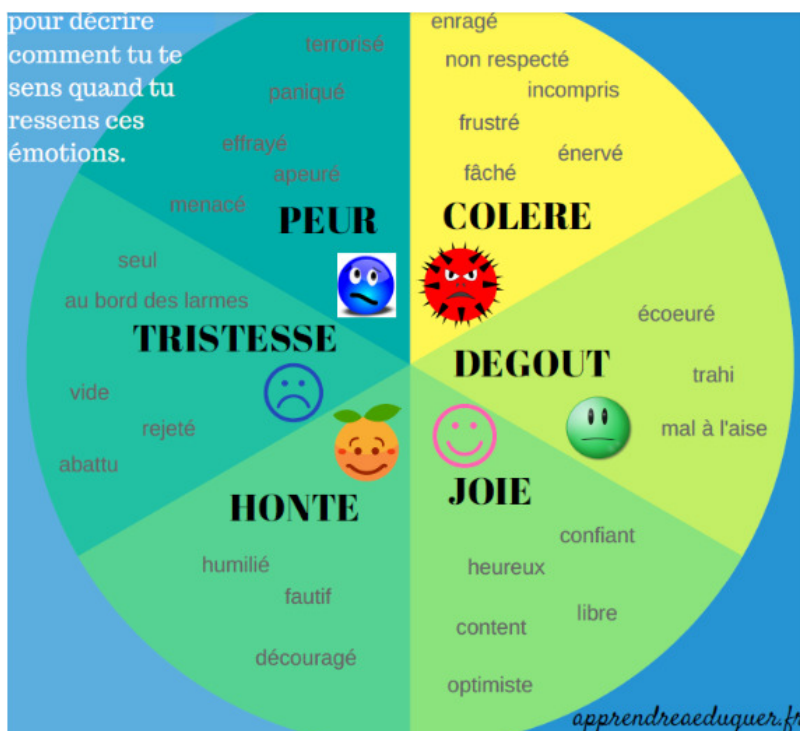 pour décrire
comment tu te
sens quand tu
ressens ces
émotions.
terrorisé
paniqué
effrayé
apeuré
menacé
PEUR
enragé
non respecté
incompris
frustré
énervé
fâché
COLERE
seul
au bord des larmes
TRISTESSE
vide
rejeté
abattu
écoeuré
DEGOUT
trahi
mal à l'aise
HONTE
humilié
fautif
découragé
JOIE
confiant
heureux
libre
content
optimiste
apprendreaeduquer.fr